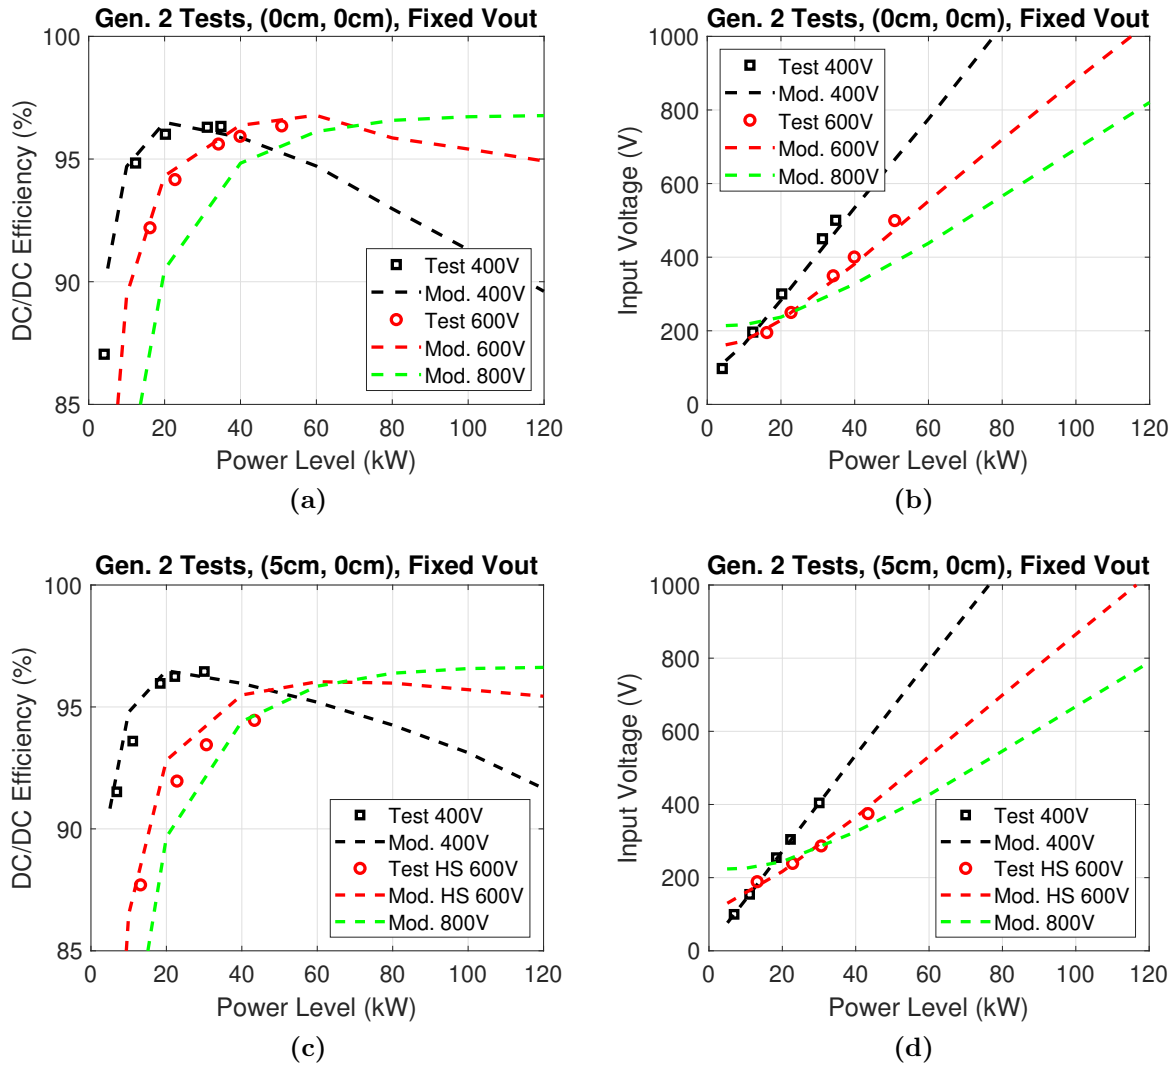 Gen. 2 Tests, (0cm, 0cm), Fixed Vout
100
95
90
85
DC/DC Efficiency (%)
0 20 40 60 80 100 120
Power Level (kW)
Test 400V
Mod. 400V
Test 600V
Mod. 600V
Mod. 800V
(a)
Gen. 2 Tests, (0cm, 0cm), Fixed Vout
1000
800
600
400
200
0
Input Voltage (V)
Test 400V
Mod. 400V
Test 600V
Mod. 600V
Mod. 800V
0 20 40 60 80 100 120
Power Level (kW)
(b)
Gen. 2 Tests, (5cm, 0cm), Fixed Vout
100
95
90
85
DC/DC Efficiency (%)
Test 400V
Mod. 400V
Test HS 600V
Mod. HS 600V
Mod. 800V
0 20 40 60 80 100 120
Power Level (kW)
(c)
Gen. 2 Tests, (5cm, 0cm), Fixed Vout
1000
800
600
400
200
0
Input Voltage (V)
Test 400V
Mod. 400V
Test HS 600V
Mod. HS 600V
Mod. 800V
0 20 40 60 80 100 120
Power Level (kW)
(d)